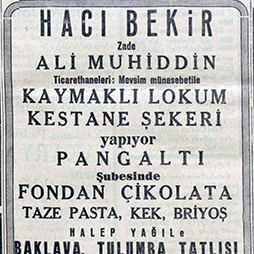 HACI BEKİR
Zade
ALİ MUHİDDİN
Ticarethaneleri: Mevsim münasebetile
KAYMAKLI LOKUM
KESTANE ŞEKERİ
yapıyor
PANGALTI
Şubesinde
FONDAN ÇİKOLATA
TAZE PASTA, KEK, BRİYOŞ
HALEP YAĞILe
BAKLAVA, TULUMBA TATLISI